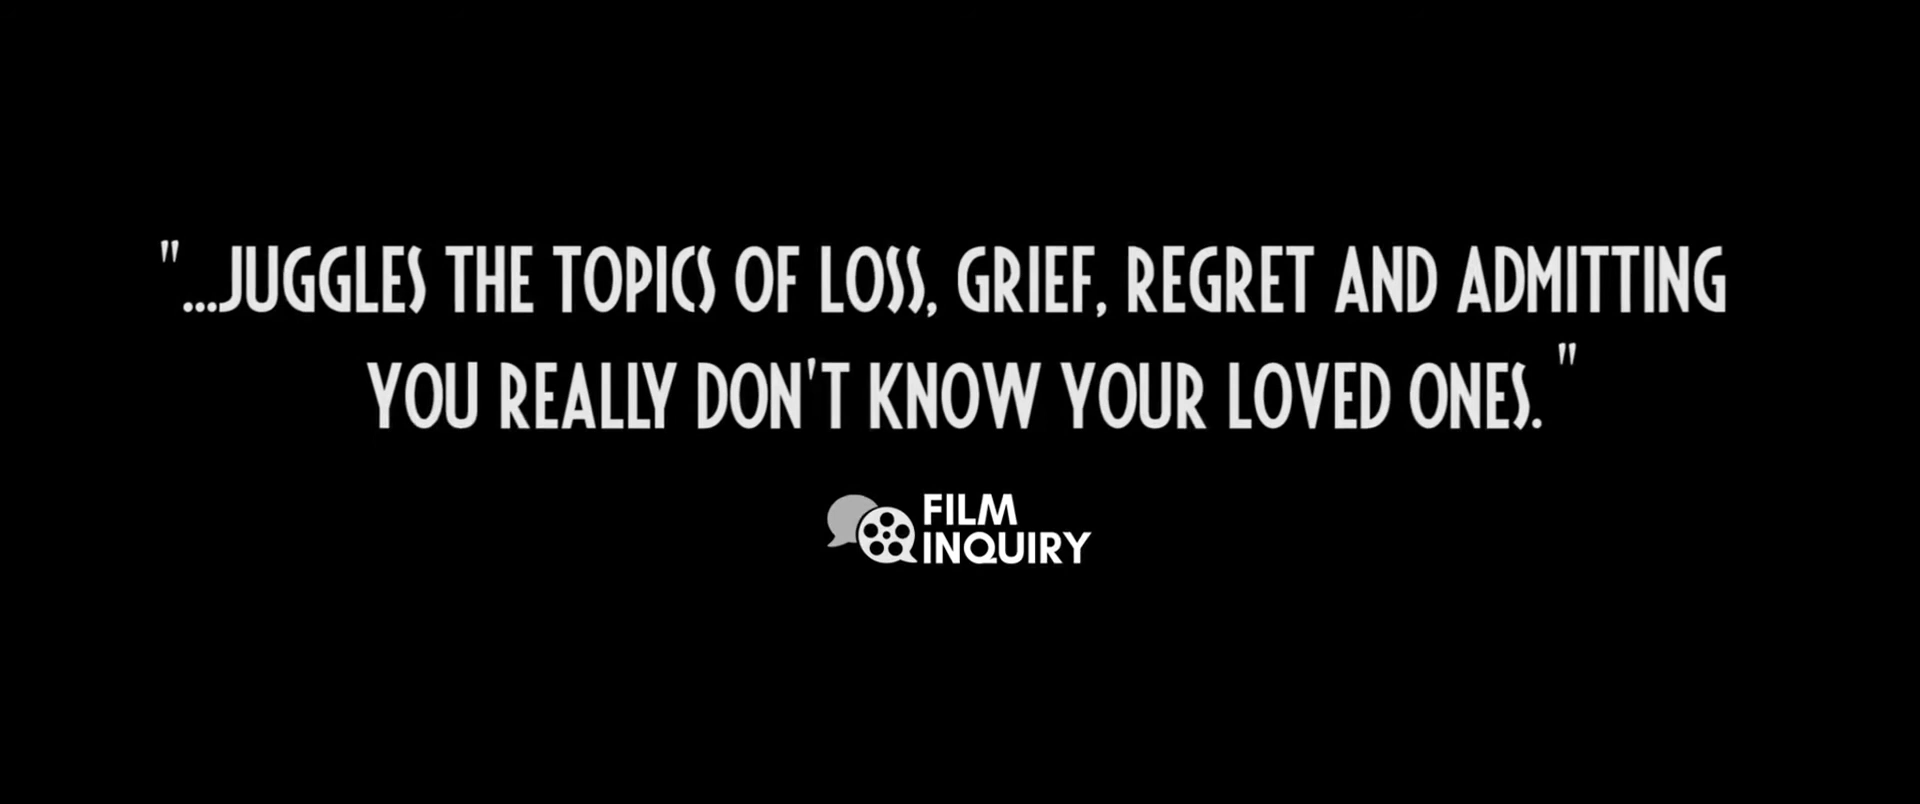 "...JUGGLES THE TOPICS OF LOSS, GRIEF, REGRET AND ADMITTING
YOU REALLY DON'T KNOW YOUR LOVED ONES. "
FILM
INQUIRY